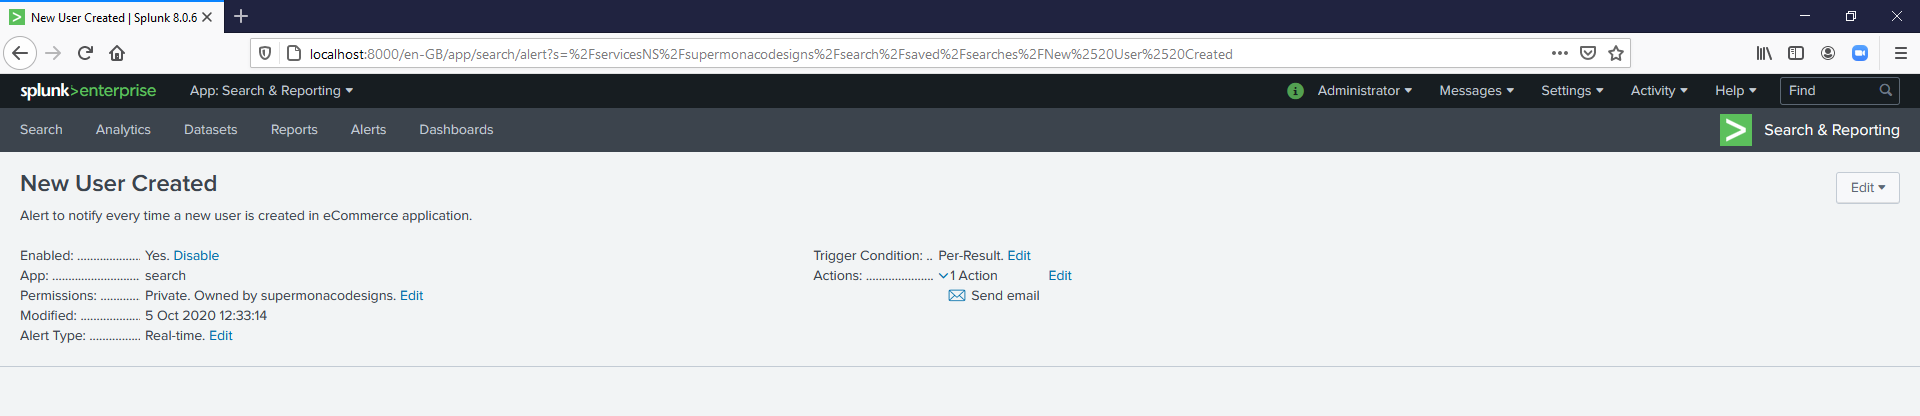 New User Created | Splunk 8.0.6
localhost:8000/en-GB/app/search/alert?s=%2FservicesNS%2Fsupermonacodesigns%2Fsearch%2Fsaved%2Fsearches%2FNew%2520User%2520Created
splunk>enterprise App: Search & Reporting i Administrator Messages Settings Activity Help Find
Search Analytics Datasets Reports Alerts Dashboards > Search & Reporting
New User Created Edit
Alert to notify every time a new user is created in eCommerce application.
Enabled: .................... Yes. Disable Trigger Condition: .. Per-Result. Edit
App: ............................ search Actions: ...................... 1 Action Edit
Permissions: ............ Private. Owned by supermonacodesigns. Edit Send email
Modified: ................... 5 Oct 2020 12:33:14
Alert Type: ................ Real-time. Edit